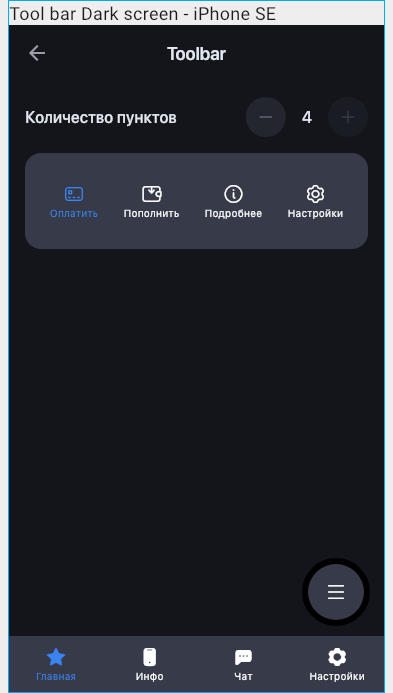 Tool bar Dark screen - iPhone SE
Toolbar
Количество пунктов 4
Оплатить Пополнить Подробнее Настройки
Главная Инфо Чат Настройки